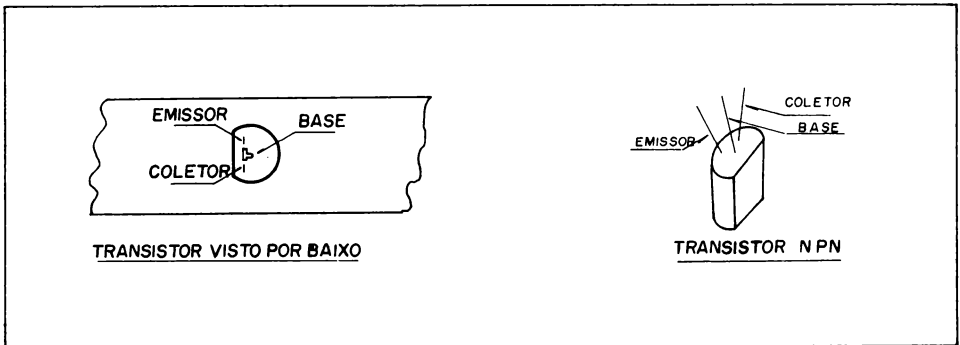 EMISSOR
BASE
COLETOR
TRANSISTOR VISTO POR BAIXO
COLETOR
BASE
EMISSOR
TRANSISTOR NPN